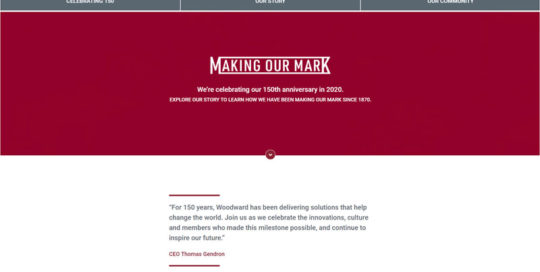 CELEBRATING 150
OUR STORY
OUR COMMUNITY
MAKING OUR MARK
We're celebrating our 150th anniversary in 2020.
EXPLORE OUR STORY TO LEARN HOW WE HAVE BEEN MAKING OUR MARK SINCE 1870.
"For 150 years, Woodward has been delivering solutions that help
change the world. Join us as we celebrate the innovations, culture
and members who made this milestone possible, and continue to
inspire our future."
CEO Thomas Gendron